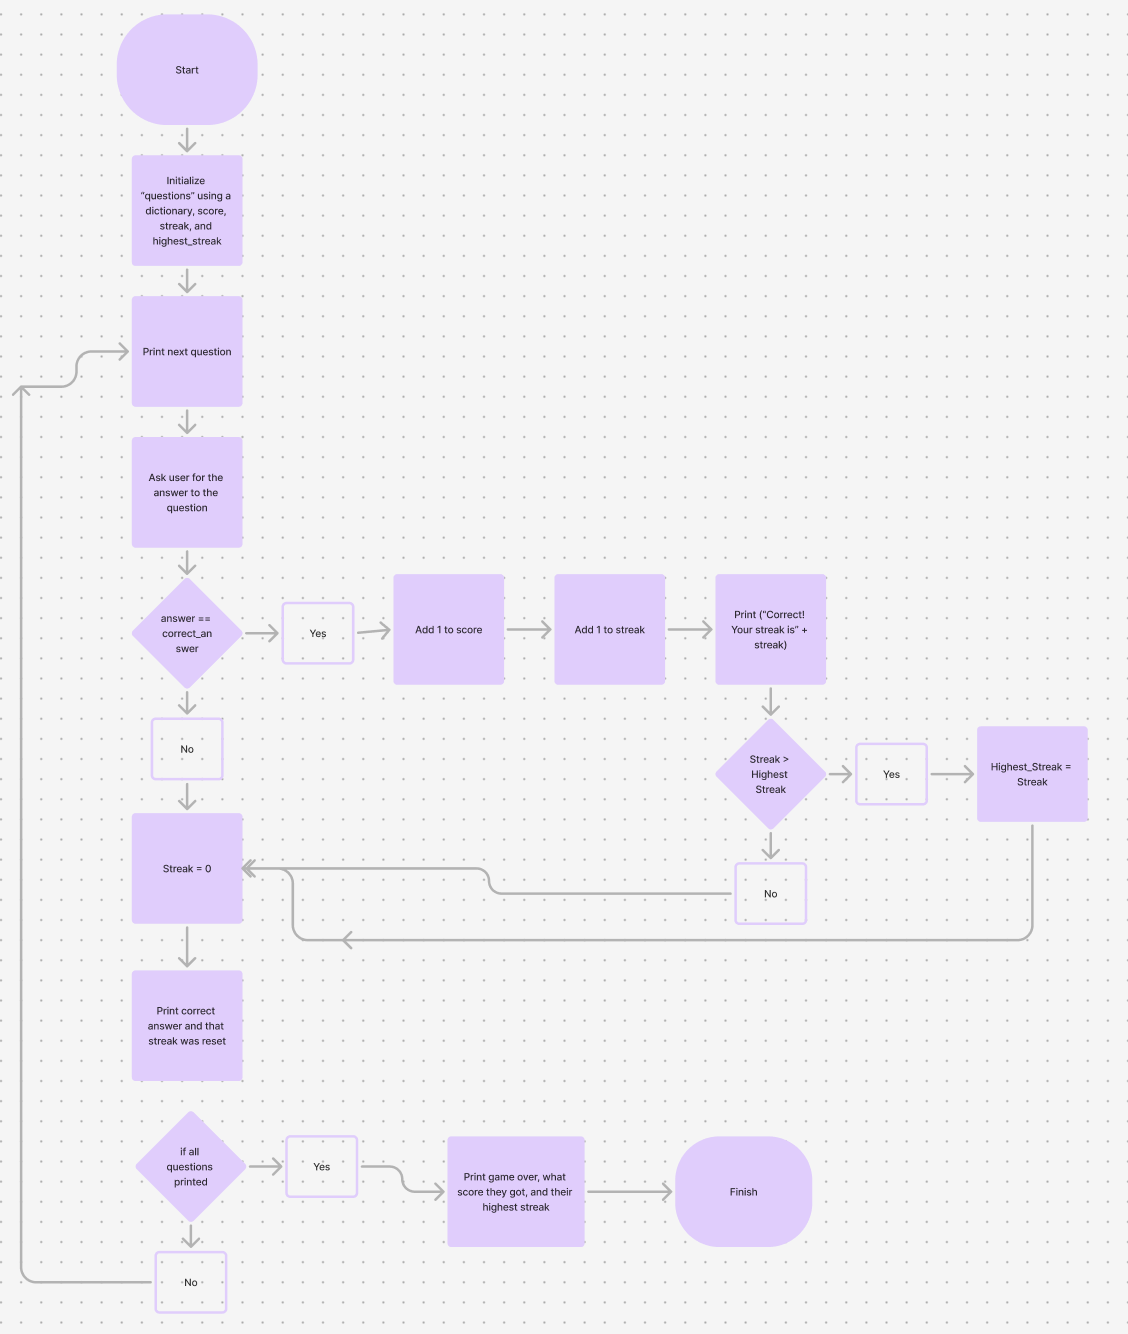 Start
Initialize
“questions” using a
dictionary, score,
streak, and
highest_streak
Print next question
Ask user for the
answer to the
question
answer ==
correct_an
swer
Yes
Add 1 to score
Add 1 to streak
Print (“Correct!
Your streak is” +
streak)
No
Streak >
Highest
Streak
Yes
Highest_Streak =
Streak
Streak = 0
No
Print correct
answer and that
streak was reset
if all
questions
printed
Yes
Print game over, what
score they got, and their
highest streak
Finish
No